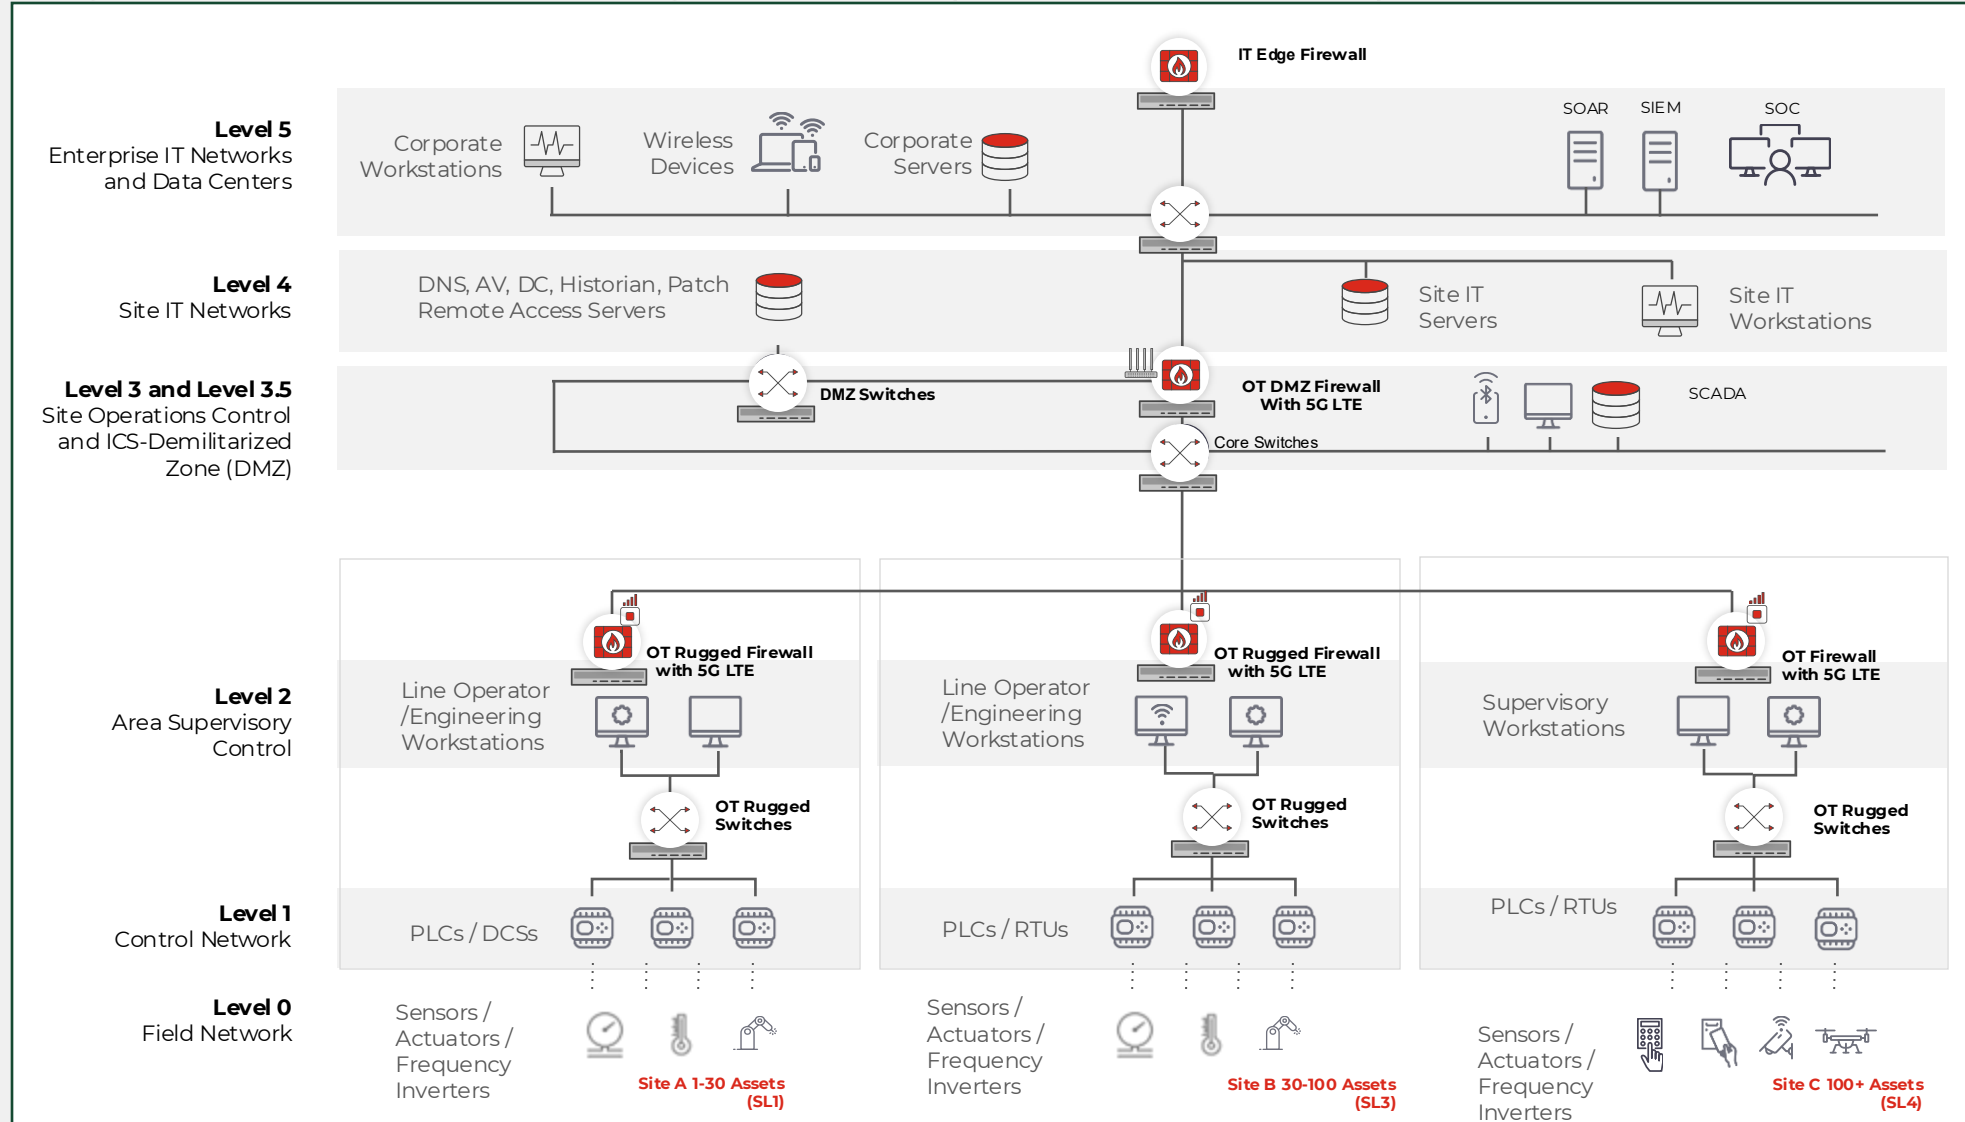 IT Edge Firewall
Level 5
Enterprise IT Networks
and Data Centers
Corporate
Workstations
Wireless
Devices
Corporate
Servers
SOAR
SIEM
SOC
Level 4
Site IT Networks
DNS, AV, DC, Historian, Patch
Remote Access Servers
Site IT
Servers
Site IT
Workstations
Level 3 and Level 3.5
Site Operations Control
and ICS-Demilitarized
Zone (DMZ)
DMZ Switches
OT DMZ Firewall
With 5G LTE
SCADA
Core Switches
OT Rugged Firewall
with 5G LTE
OT Rugged Firewall
with 5G LTE
OT Firewall
with 5G LTE
Level 2
Area Supervisory
Control
Line Operator
/Engineering
Workstations
Line Operator
/Engineering
Workstations
Supervisory
Workstations
OT Rugged
Switches
OT Rugged
Switches
OT Rugged
Switches
Level 1
Control Network
PLCs / DCSs
PLCs / RTUs
PLCs / RTUs
Level 0
Field Network
Sensors /
Actuators /
Frequency
Inverters
Site A 1-30 Assets
(SL1)
Sensors /
Actuators /
Frequency
Inverters
Site B 30-100 Assets
(SL3)
Sensors /
Actuators /
Frequency
Inverters
Site C 100+ Assets
(SL4)